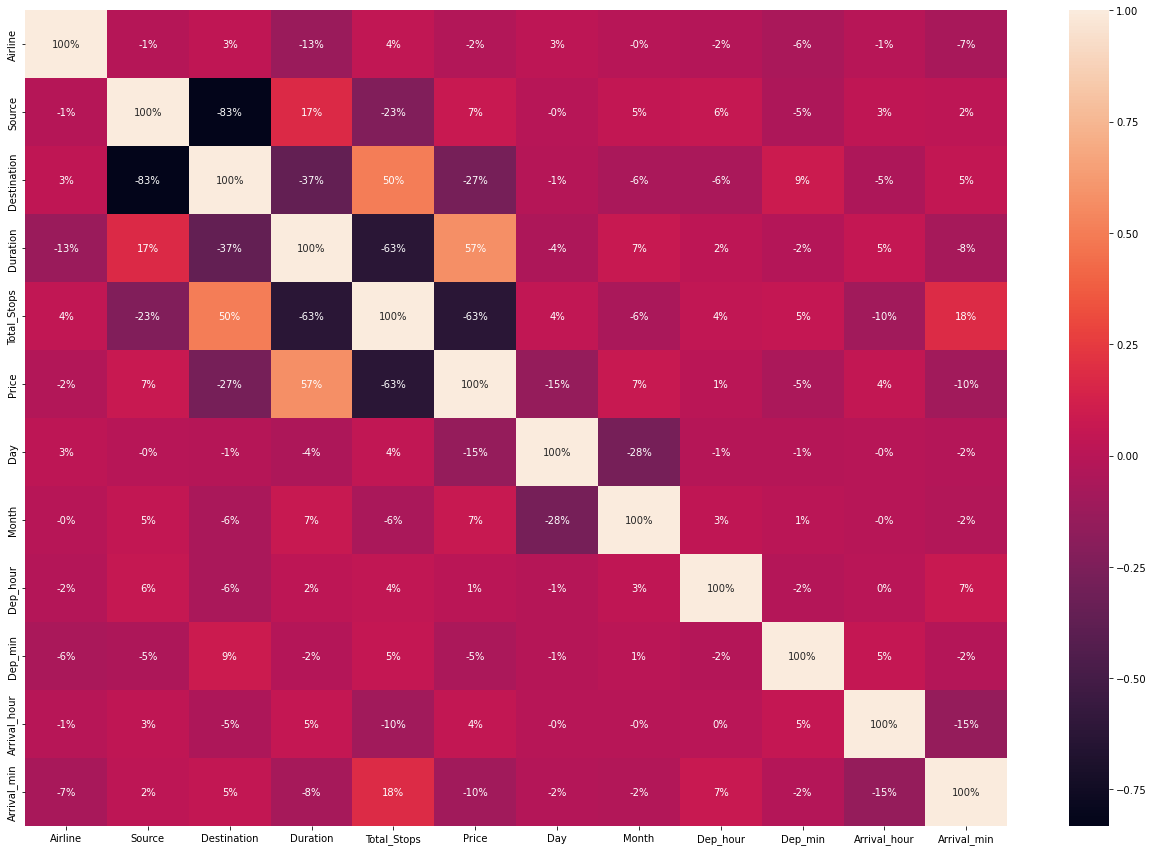 Airline 100% -1% 3% -13% 4% -2% 3% -0% -2% -6% -1% -7%
Source -1% 100% -83% 17% -23% 7% -0% 5% 6% -5% 3% 2%
Destination 3% -83% 100% -37% 50% -27% -1% -6% -6% 9% -5% 5%
Duration -13% 17% -37% 100% -63% 57% -4% 7% 2% -2% 5% -8%
Total_Stops 4% -23% 50% -63% 100% -63% 4% -6% 4% 5% -10% 18%
Price -2% 7% -27% 57% -63% 100% -15% 7% 1% -5% 4% -10%
Day 3% -0% -1% -4% 4% -15% 100% -28% -1% -1% -0% -2%
Month -0% 5% -6% 7% -6% 7% -28% 100% 3% 1% -0% -2%
Dep_hour -2% 6% -6% 2% 4% 1% -1% 3% 100% -2% 0% 7%
Dep_min -6% -5% 9% -2% 5% -5% -1% 1% -2% 100% 5% -2%
Arrival_hour -1% 3% -5% 5% -10% 4% -0% -0% 0% 5% 100% -15%
Arrival_min -7% 2% 5% -8% 18% -10% -2% -2% 7% -2% -15% 100%
Airline Source Destination Duration Total_Stops Price Day Month Dep_hour Dep_min Arrival_hour Arrival_min
1.00
0.75
0.50
0.25
0.00
−0.25
−0.50
−0.75